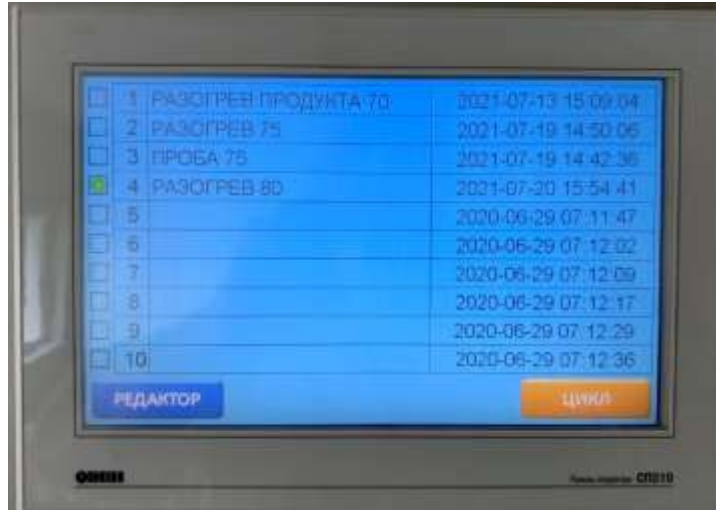 1 РАЗОГРЕВ ПРОДУКТА 70 2021-07-13 15:09:04
2 РАЗОГРЕВ 75 2021-07-19 14:50:06
3 ПРОБА 75 2021-07-19 14:42:36
4 РАЗОГРЕВ 80 2021-07-20 15:54:41
5 2020-06-29 07:11:47
6 2020-06-29 07:12:02
7 2020-06-29 07:12:09
8 2020-06-29 07:12:17
9 2020-06-29 07:12:29
10 2020-06-29 07:12:36
РЕДАКТОР ЦИКЛ
ОВЕН СП310